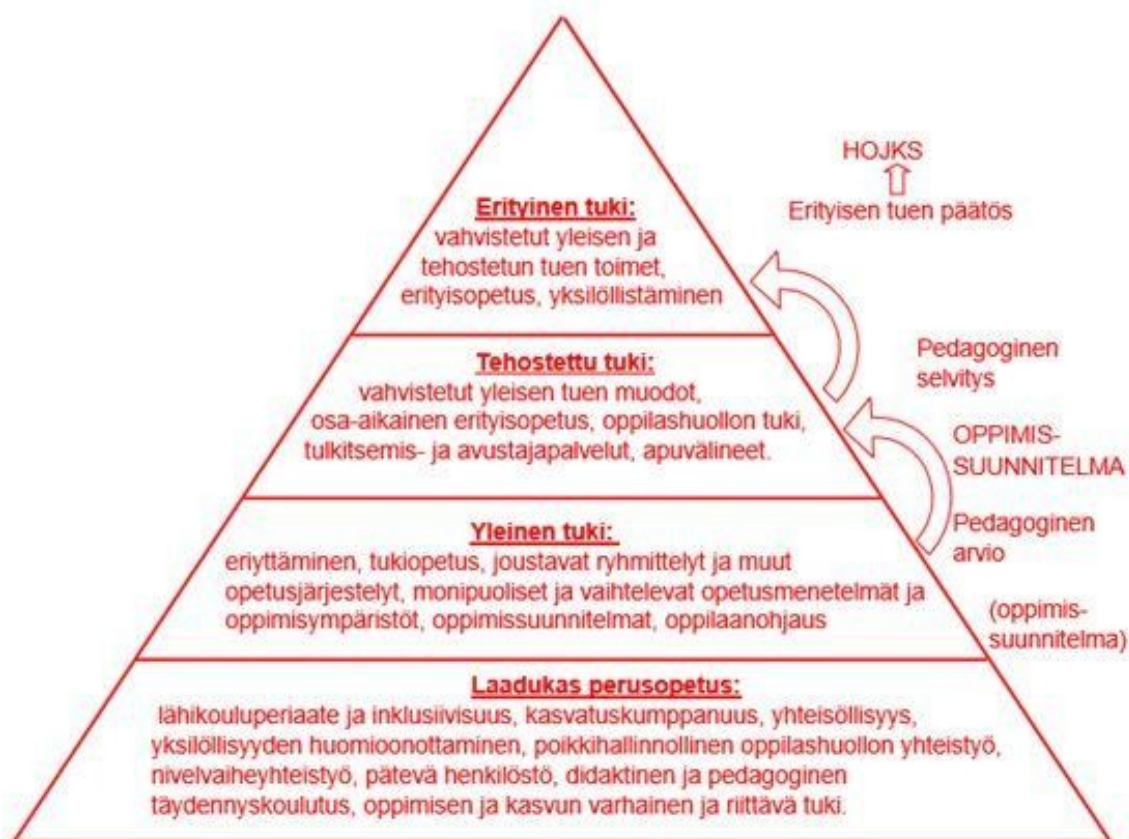 HOJKS
Erityisen tuen päätös
Erityinen tuki:
vahvistetut yleisen ja
tehostetun tuen toimet,
erityisopetus, yksilöllistäminen
Pedagoginen
selvitys
Tehostettu tuki:
vahvistetut yleisen tuen muodot,
osa-aikainen erityisopetus, oppilashuollon tuki,
tulkitsemis- ja avustajapalvelut, apuvälineet.
OPPIMIS-
SUUNNITELMA
Pedagoginen
arvio
Yleinen tuki:
eriyttäminen, tukiopetus, joustavat ryhmittelyt ja muut
opetusjärjestelyt, monipuoliset ja vaihtelevat opetusmenetelmät ja
oppimisympäristöt, oppimissuunnitelmat, oppilaanohjaus
(oppimis-
suunnitelma)
Laadukas perusopetus:
lähikouluperiaate ja inklusiivisuus, kasvatuskumppanuus, yhteisöllisyys,
yksilöllisyyden huomioonottaminen, poikkihallinnollinen oppilashuollon yhteistyö,
nivelvaiheyhteistyö, pätevä henkilöstö, didaktinen ja pedagoginen
täydennyskoulutus, oppimisen ja kasvun varhainen ja riittävä tuki.